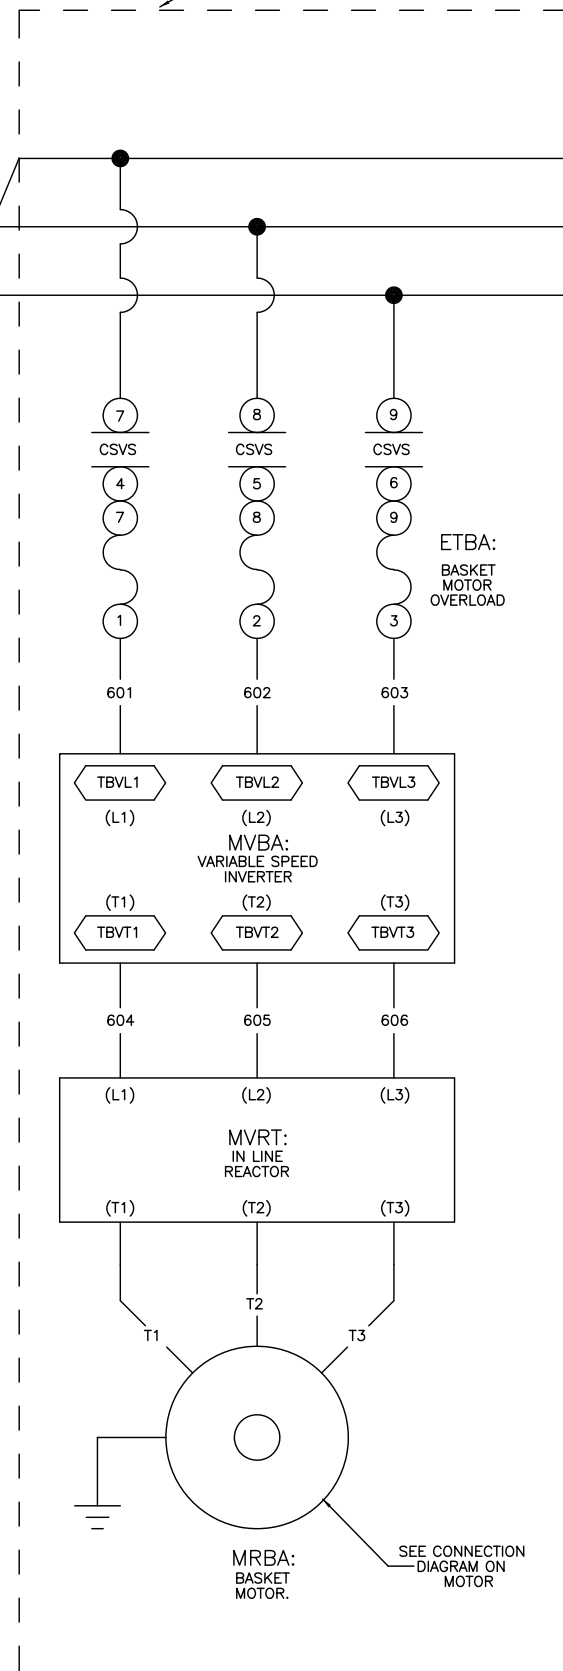 7 8 9
CSVS CSVS CSVS
4 5 6
7 8 9
ETBA:
BASKET
MOTOR
OVERLOAD
1 2 3
601 602 603
TBVL1 TBVL2 TBVL3
(L1) (L2) (L3)
MVBA:
VARIABLE SPEED
INVERTER
(T1) (T2) (T3)
TBVT1 TBVT2 TBVT3
604 605 606
(L1) (L2) (L3)
MVRT:
IN LINE
REACTOR
(T1) (T2) (T3)
T2
T1 T3
MRBA:
BASKET
MOTOR.
SEE CONNECTION
DIAGRAM ON
MOTOR